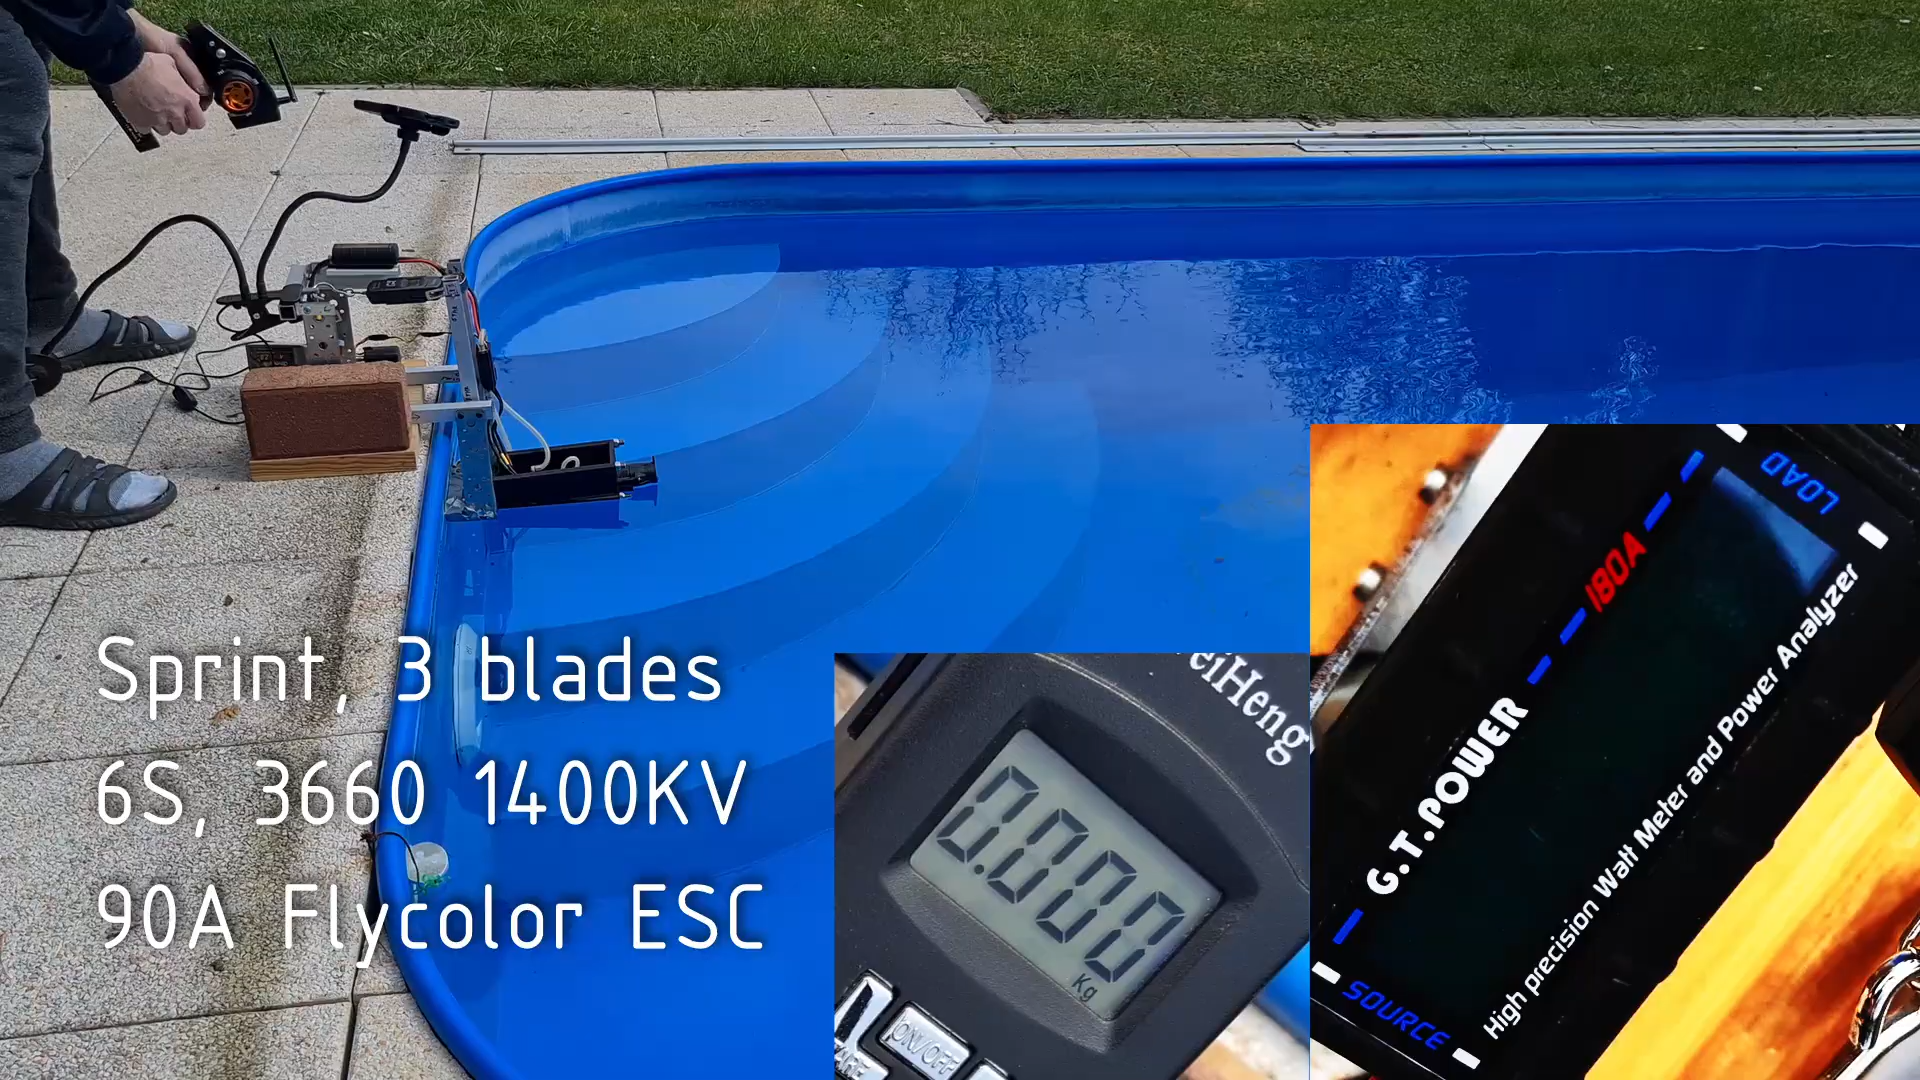 Sprint, 3 blades
6S, 3660 1400KV
90A Flycolor ESC
eiHeng
0.000
Kg
ON/OFF
LOAD
180A
G.T.POWER
High precision Watt Meter and Power Analyzer
SOURCE